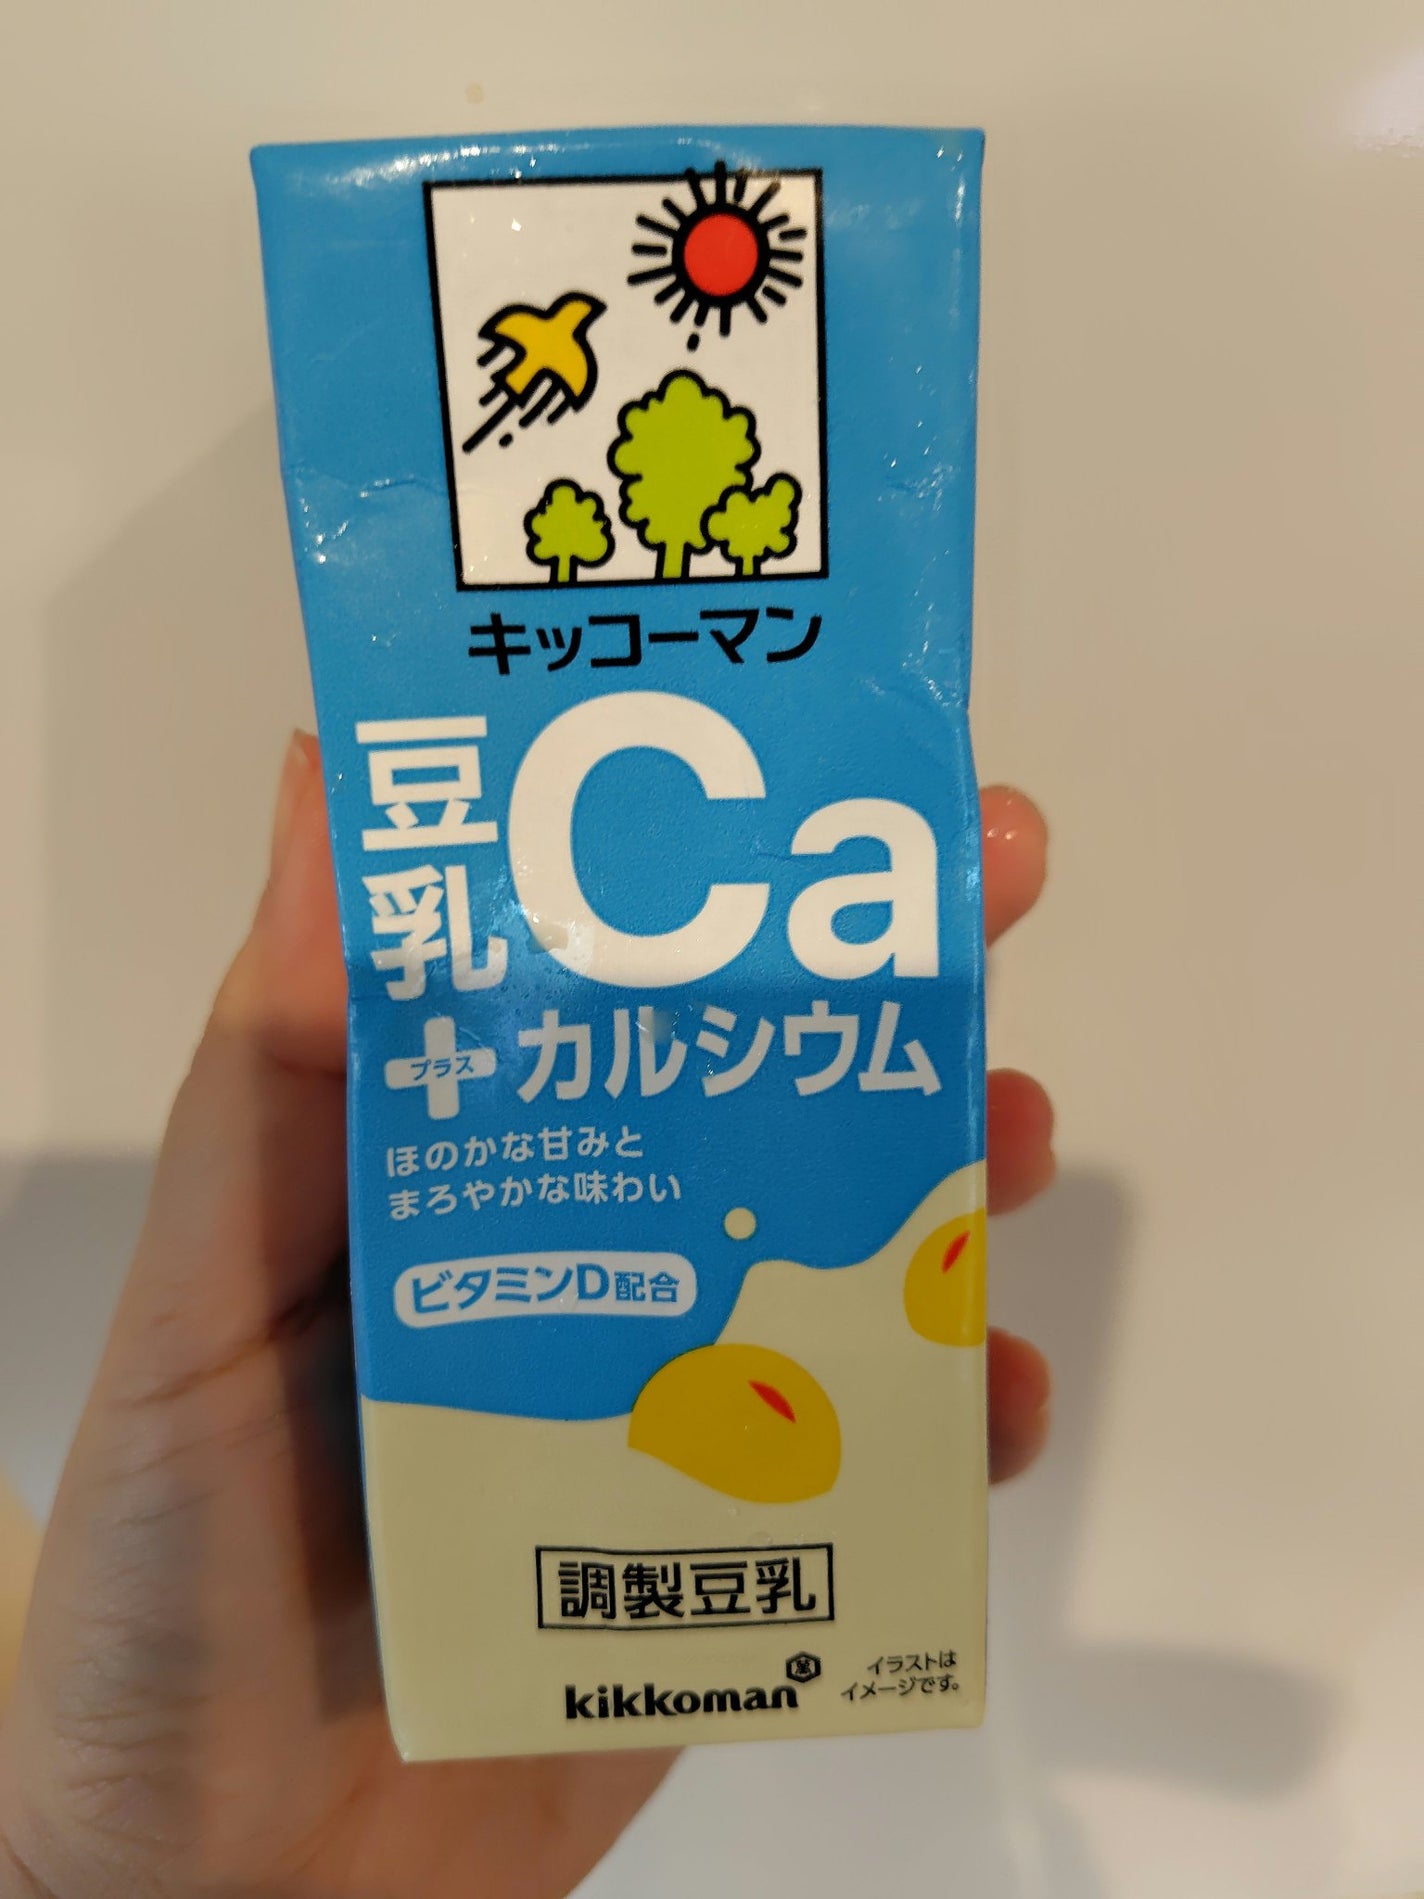 キッコーマン
豆乳
Ca
プラス
カルシウム
ほのかな甘みと
まろやかな味わい
ビタミンD配合
調製豆乳
kikkoman
イラストは
イメージです。